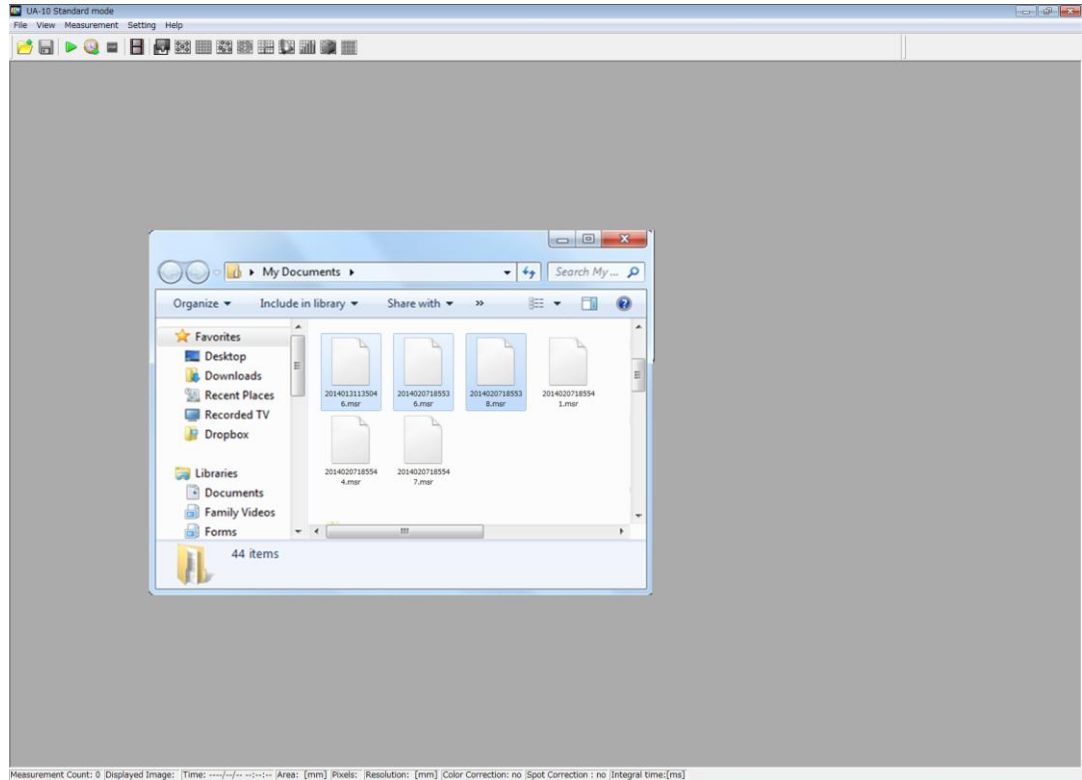 UA-10 Standard mode
File View Measurement Setting Help
My Documents
Search My ...
Organize Include in library Share with »
Favorites
Desktop
Downloads
Recent Places
Recorded TV
Dropbox
Libraries
Documents
Family Videos
Forms
20140131135046.msr
20140207185536.msr
20140207185538.msr
20140207185541.msr
20140207185544.msr
20140207185547.msr
44 items
Measurement Count: 0 Displayed Image: Time: ----/--/-- --:--:-- Area: [mm] Pixels: Resolution: [mm] Color Correction: no Spot Correction : no Integral time:[ms]